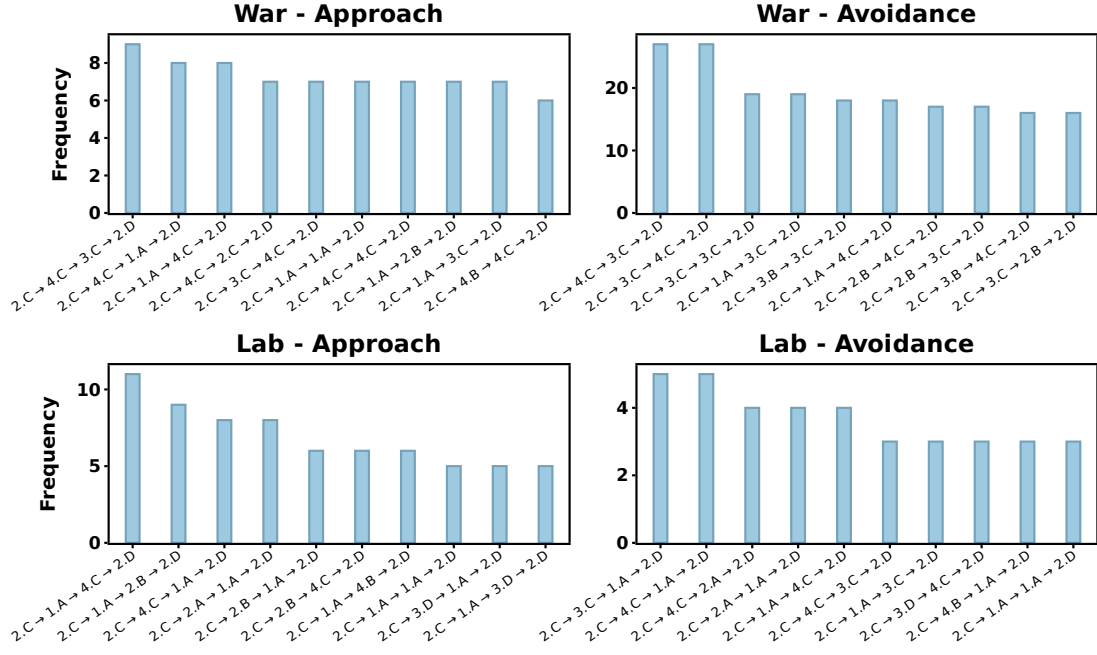 War - Approach
War - Avoidance
Frequency
8
6
4
2
0
20
10
0
2.C → 4.C → 3.C → 2.D
2.C → 4.C → 1.A → 2.D
2.C → 1.A → 4.C → 2.D
2.C → 4.C → 2.C → 2.D
2.C → 3.C → 4.C → 2.D
2.C → 1.A → 1.A → 2.D
2.C → 4.C → 4.C → 2.D
2.C → 1.A → 2.B → 2.D
2.C → 1.A → 3.C → 2.D
2.C → 4.B → 4.C → 2.D
2.C → 4.C → 3.C → 2.D
2.C → 3.C → 4.C → 2.D
2.C → 3.C → 3.C → 2.D
2.C → 1.A → 3.C → 2.D
2.C → 3.B → 3.C → 2.D
2.C → 1.A → 4.C → 2.D
2.C → 2.B → 4.C → 2.D
2.C → 2.B → 3.C → 2.D
2.C → 3.B → 4.C → 2.D
2.C → 3.C → 2.B → 2.D
Lab - Approach
Lab - Avoidance
Frequency
10
5
0
4
2
0
2.C → 1.A → 4.C → 2.D
2.C → 1.A → 2.B → 2.D
2.C → 4.C → 1.A → 2.D
2.C → 2.A → 1.A → 2.D
2.C → 2.B → 1.A → 2.D
2.C → 2.B → 4.C → 2.D
2.C → 1.A → 4.B → 2.D
2.C → 1.A → 1.A → 2.D
2.C → 3.D → 1.A → 2.D
2.C → 1.A → 3.D → 2.D
2.C → 3.C → 1.A → 2.D
2.C → 4.C → 1.A → 2.D
2.C → 4.C → 2.A → 2.D
2.C → 2.A → 1.A → 2.D
2.C → 1.A → 4.C → 2.D
2.C → 4.C → 3.C → 2.D
2.C → 1.A → 3.C → 2.D
2.C → 3.D → 4.C → 2.D
2.C → 4.B → 1.A → 2.D
2.C → 1.A → 1.A → 2.D